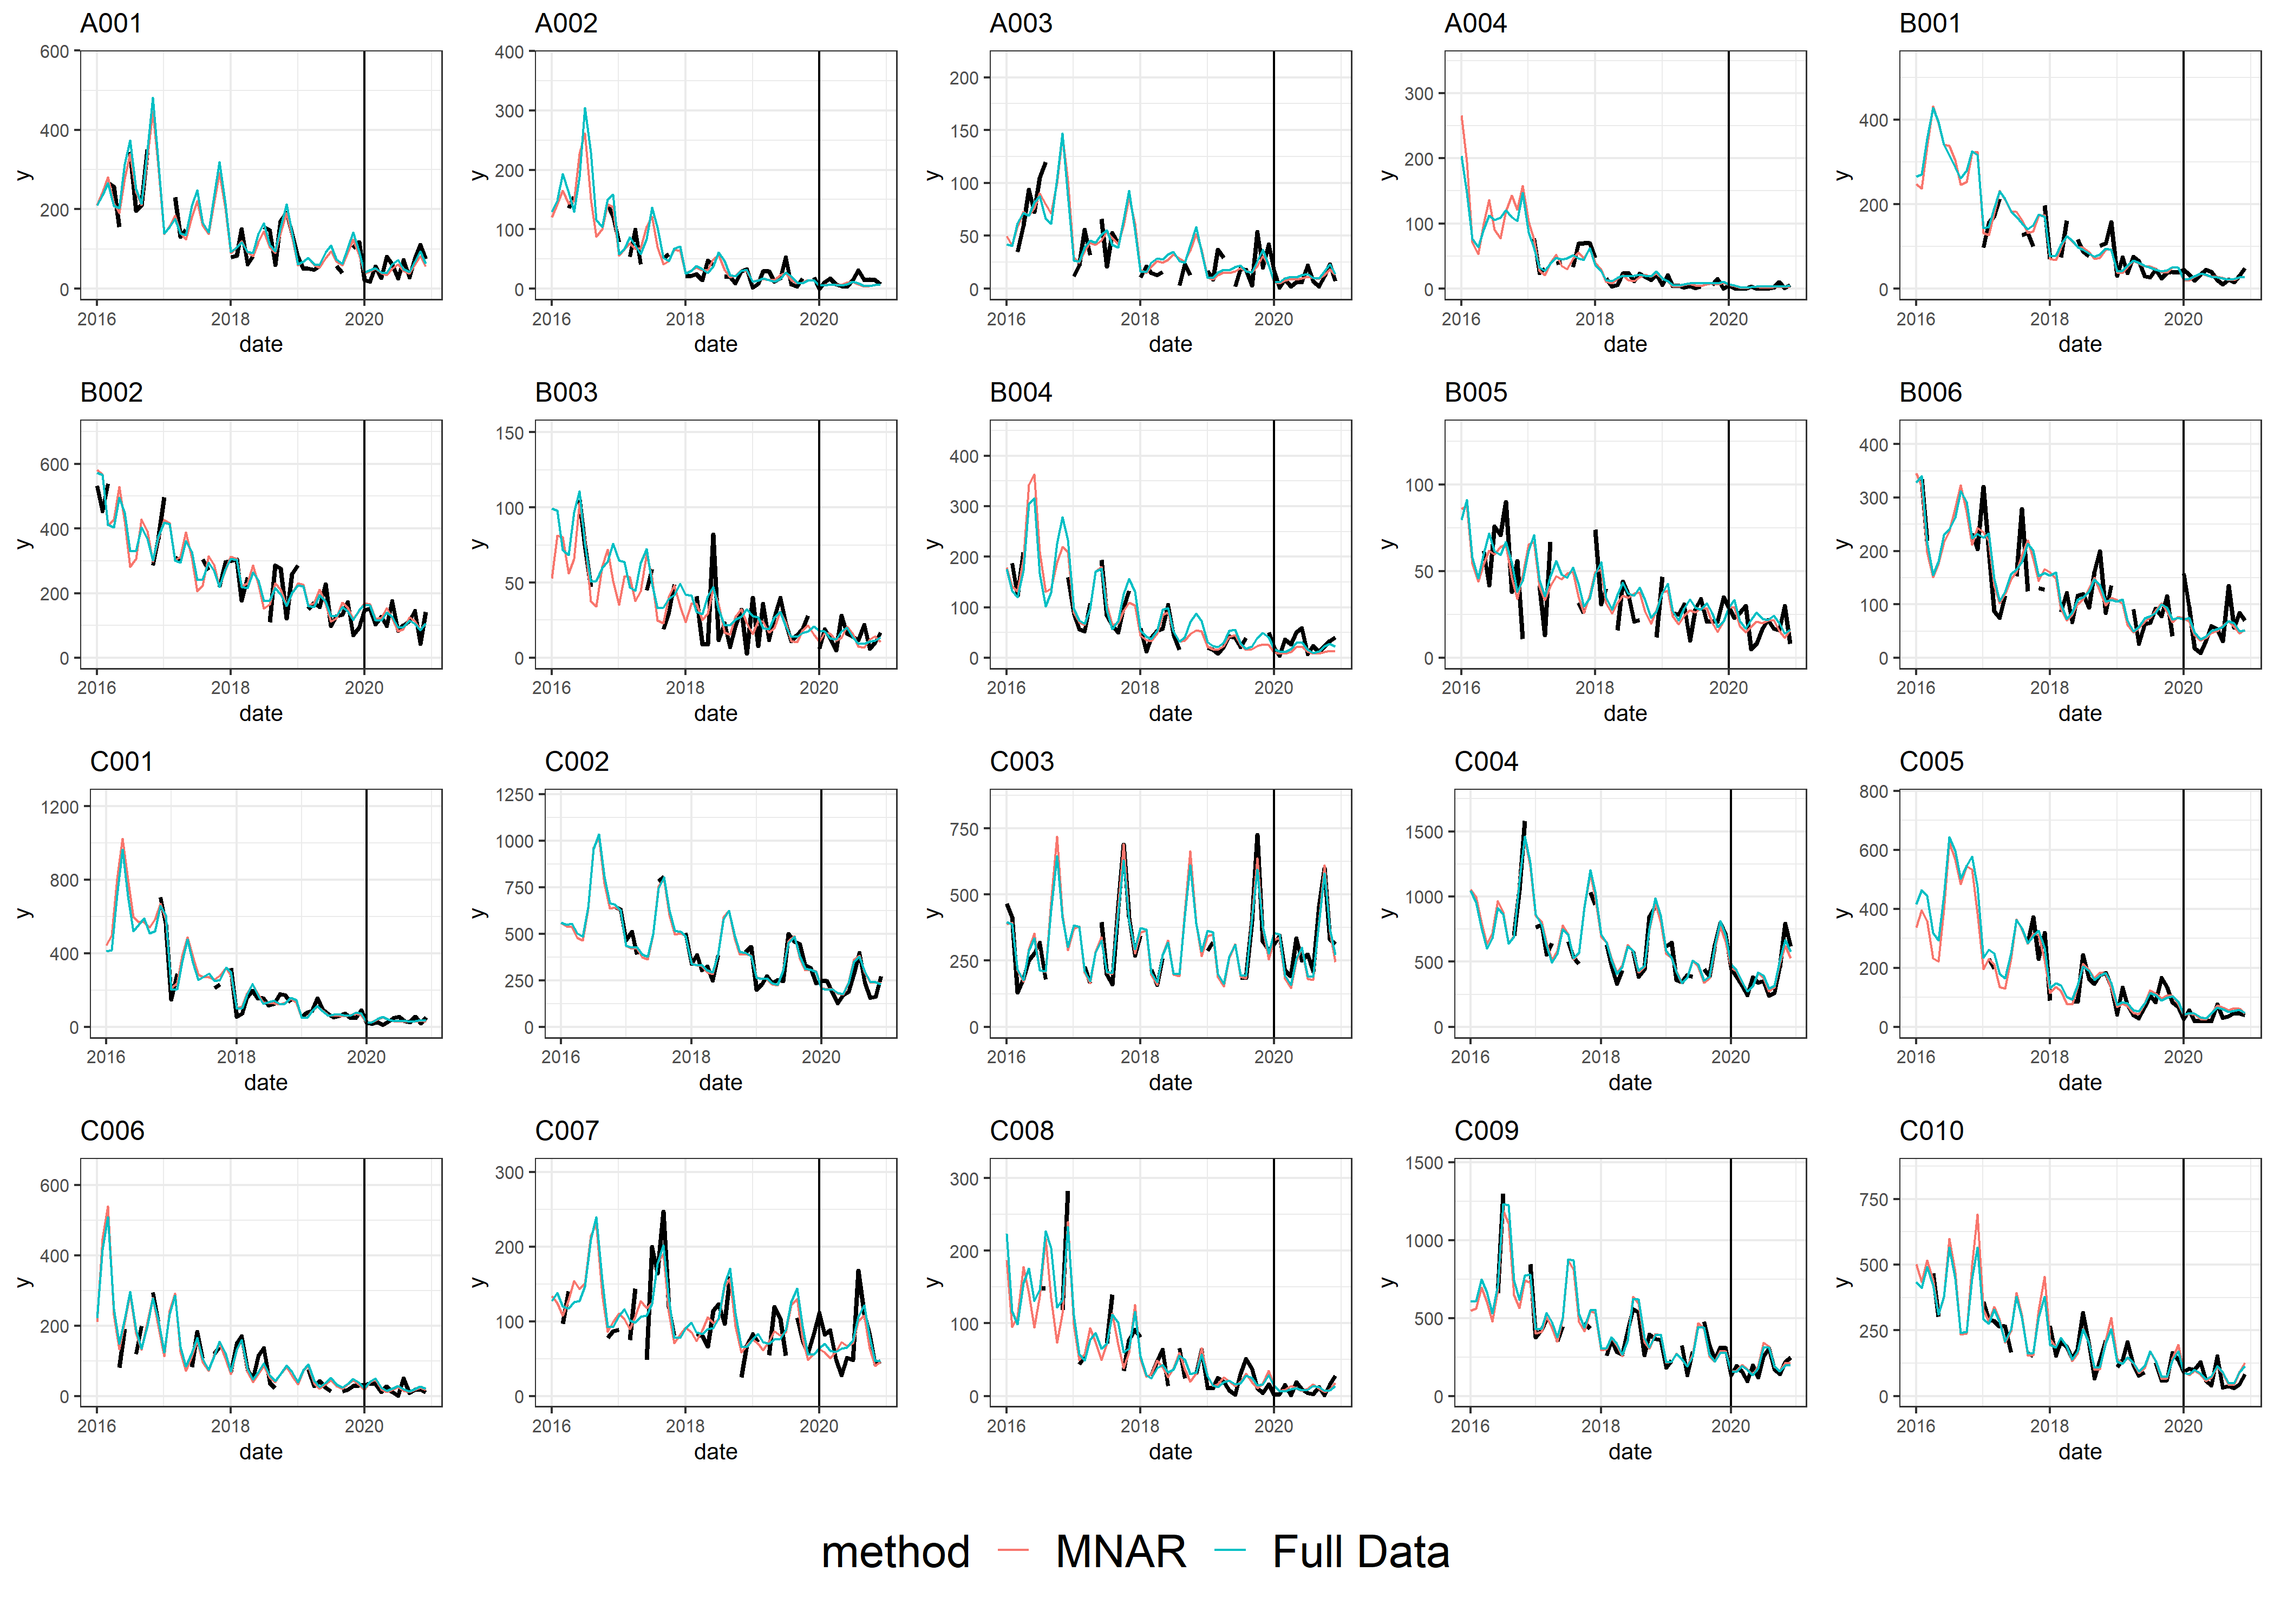 A001 A002 A003 A004 B001
600 400 200 300 400
400 300 150 200 200
200 200 100 100 0
0 100 50 0
0 0
y y y y y
2016 2018 2020 2016 2018 2020 2016 2018 2020 2016 2018 2020 2016 2018 2020
date date date date date
B002 B003 B004 B005 B006
600 150 400 100 400
400 100 300 50 300
200 50 200 0 200
0 0 100 100
0 0
y y y y y
2016 2018 2020 2016 2018 2020 2016 2018 2020 2016 2018 2020 2016 2018 2020
date date date date date
C001 C002 C003 C004 C005
1200 1250 750 1500 800
800 1000 500 1000 600
400 750 250 500 400
0 500 0 0 200
250 0
0
y y y y y
2016 2018 2020 2016 2018 2020 2016 2018 2020 2016 2018 2020 2016 2018 2020
date date date date date
C006 C007 C008 C009 C010
600 300 300 1500 750
400 200 200 1000 500
200 100 100 500 250
0 0 0 0 0
y y y y y
2016 2018 2020 2016 2018 2020 2016 2018 2020 2016 2018 2020 2016 2018 2020
date date date date date
method MNAR Full Data